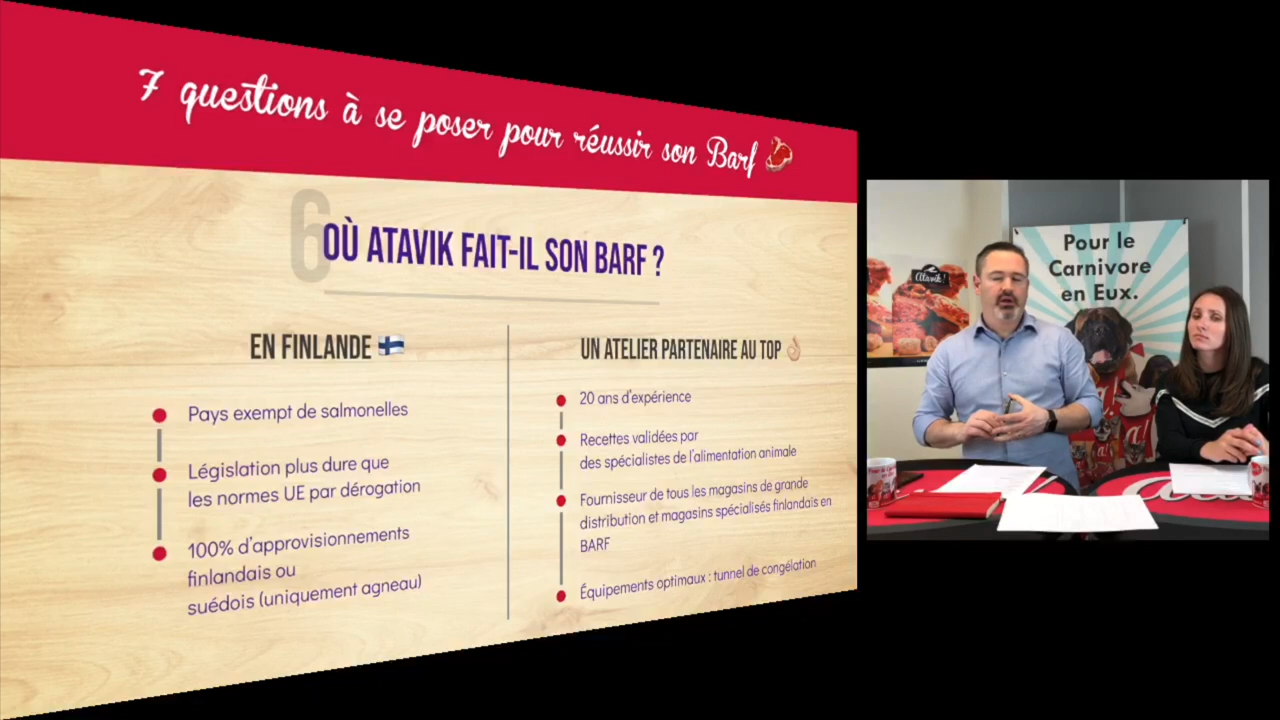 7 questions à se poser pour réussir son Barf
6
OÙ ATAVIK FAIT-IL SON BARF ?
EN FINLANDE
Pays exempt de salmonelles
Législation plus dure que
les normes UE par dérogation
100% d'approvisionnements
finlandais ou
suédois (uniquement agneau)
UN ATELIER PARTENAIRE AU TOP
20 ans d'expérience
Recettes validées par
des spécialistes de l'alimentation animale
Fournisseur de tous les magasins de grande
distribution et magasins spécialisés finlandais en
BARF
Équipements optimaux : tunnel de congélation
Atavik!
Pour le
Carnivore
en Eux.